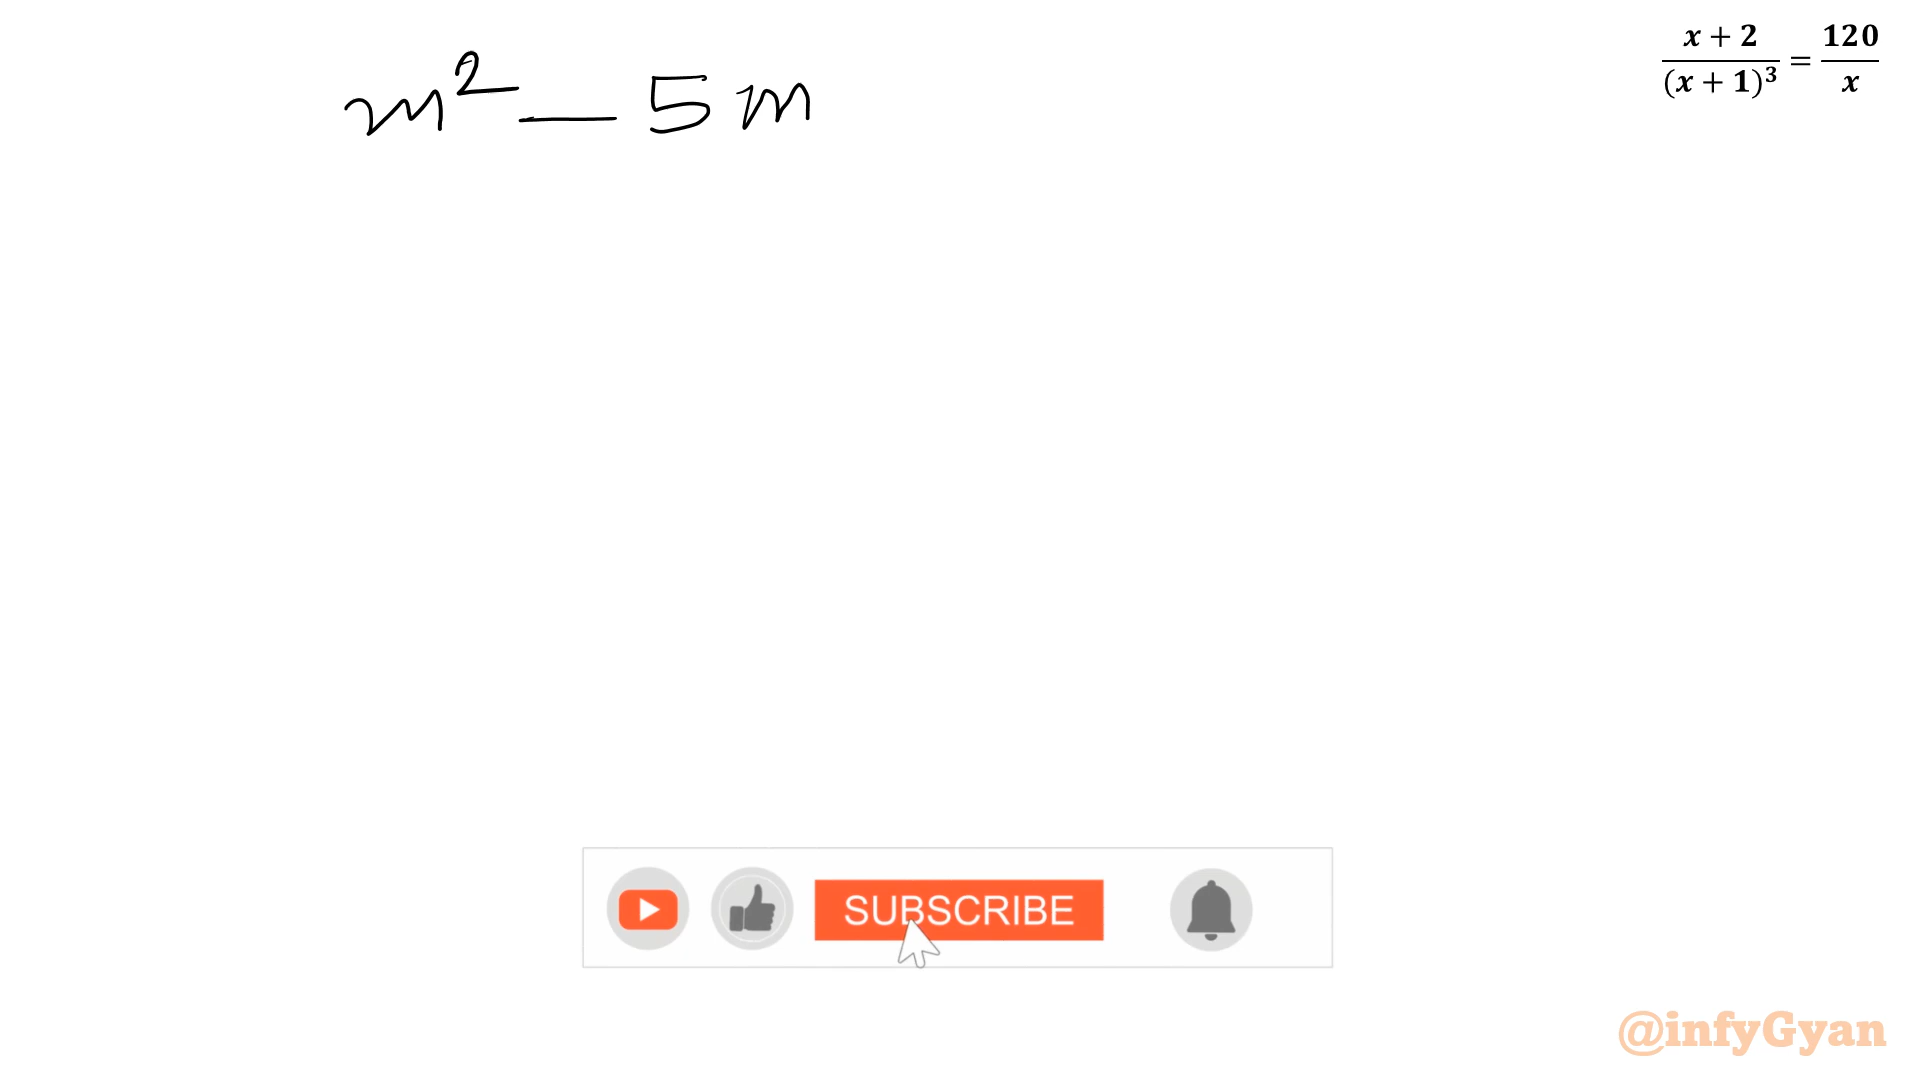 m² — 5m
x + 2 / (x + 1)³ = 120 / x
SUBSCRIBE
@infyGyan